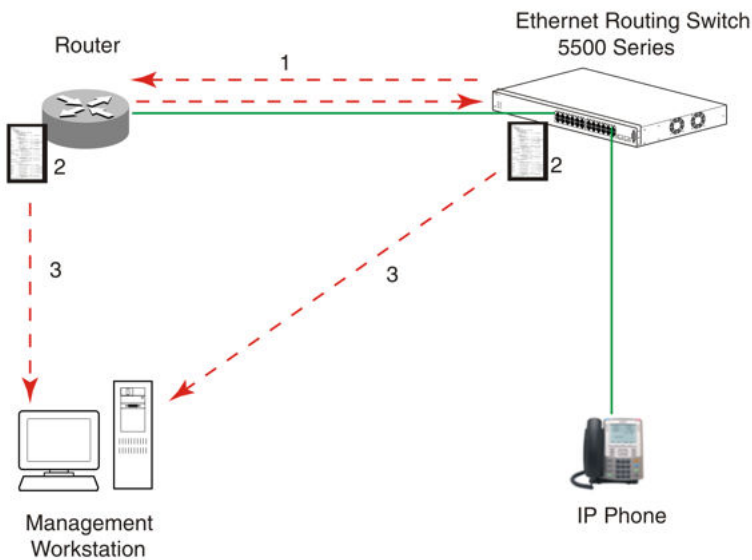 Ethernet Routing Switch
5500 Series
Router
1
2
2
3
3
Management
Workstation
IP Phone